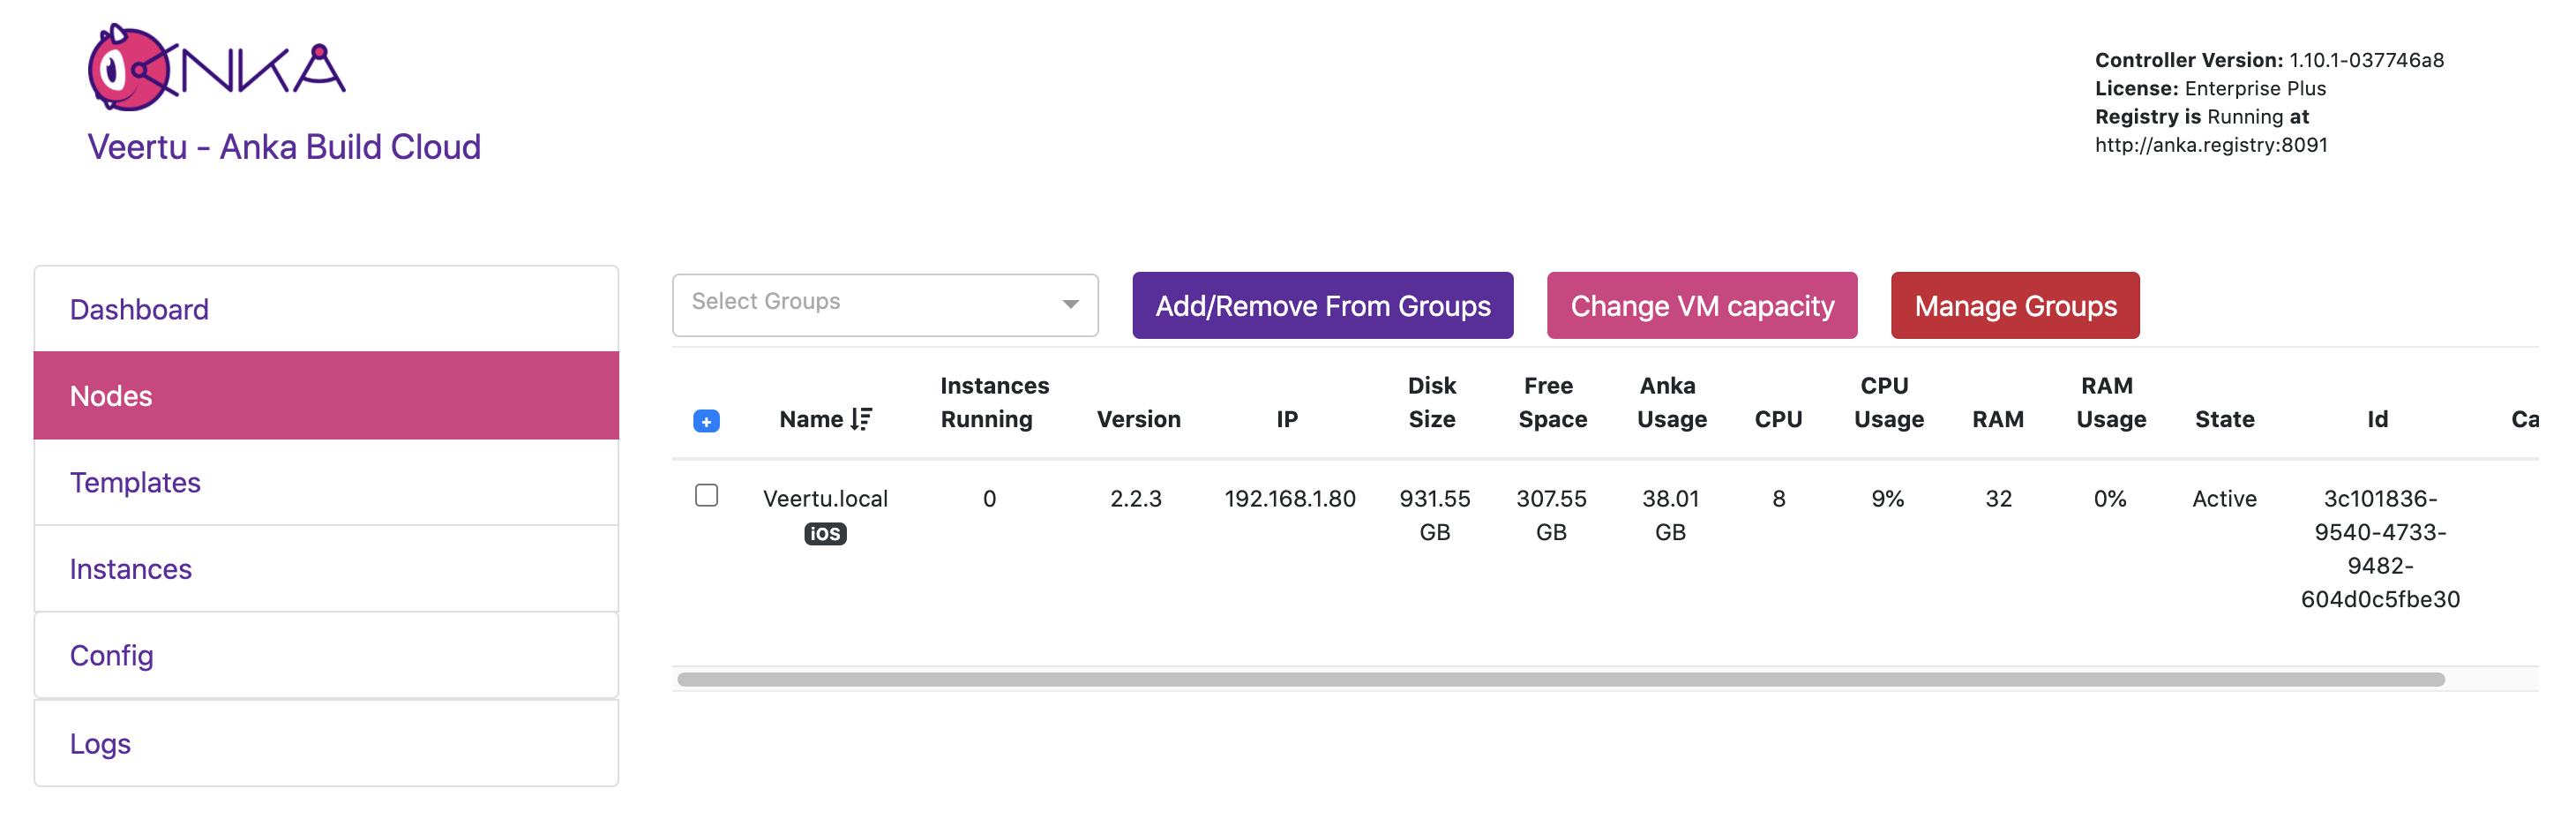 ANKA
Veertu - Anka Build Cloud
Controller Version: 1.10.1-037746a8
License: Enterprise Plus
Registry is Running at
http://anka.registry:8091
Dashboard
Nodes
Templates
Instances
Config
Logs
Select Groups
Add/Remove From Groups
Change VM capacity
Manage Groups
+ Name Instances Running Version IP Disk Size Free Space Anka Usage CPU CPU Usage RAM RAM Usage State Id Ca
Veertu.local 0 2.2.3 192.168.1.80 931.55 307.55 38.01 8 9% 32 0% Active 3c101836-
iOS GB GB GB 9540-4733-
9482-
604d0c5fbe30